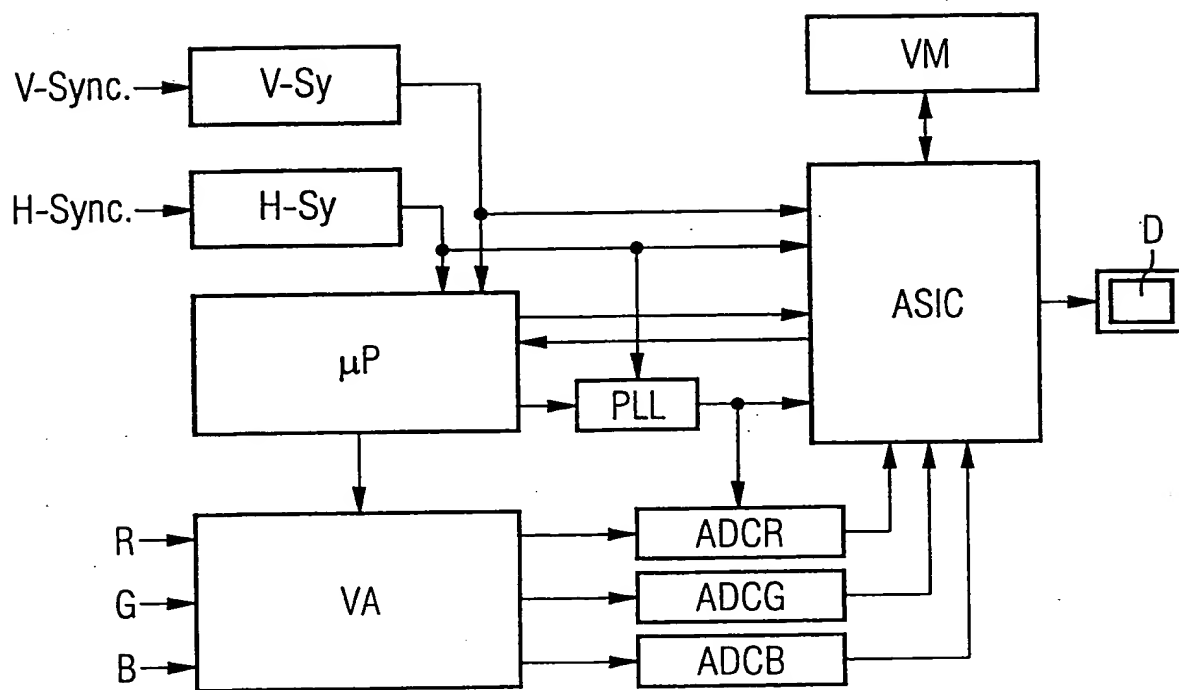 V-Sync.
V-Sy
VM
H-Sync.
H-Sy
D
ASIC
μP
PLL
R
ADCR
G
VA
ADCG
B
ADCB